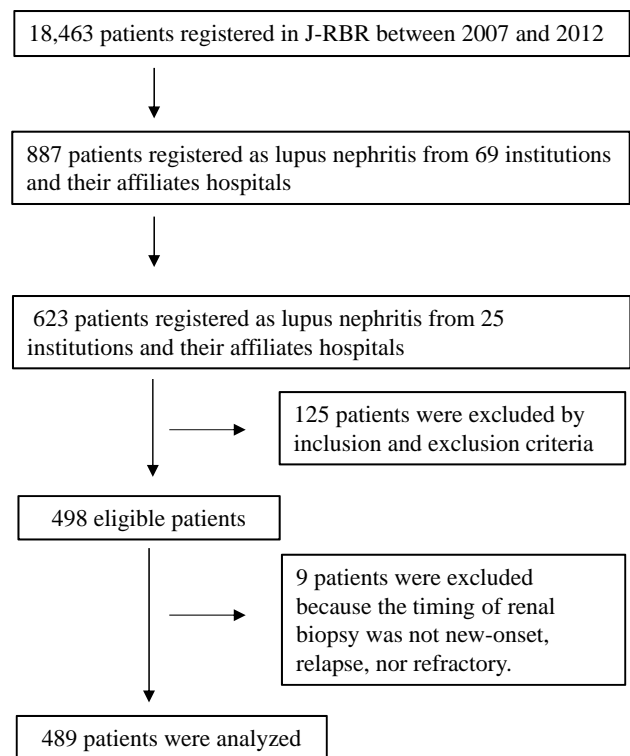 18,463 patients registered in J-RBR between 2007 and 2012
887 patients registered as lupus nephritis from 69 institutions
and their affiliates hospitals
623 patients registered as lupus nephritis from 25
institutions and their affiliates hospitals
125 patients were excluded by
inclusion and exclusion criteria
498 eligible patients
9 patients were excluded
because the timing of renal
biopsy was not new-onset,
relapse, nor refractory.
489 patients were analyzed